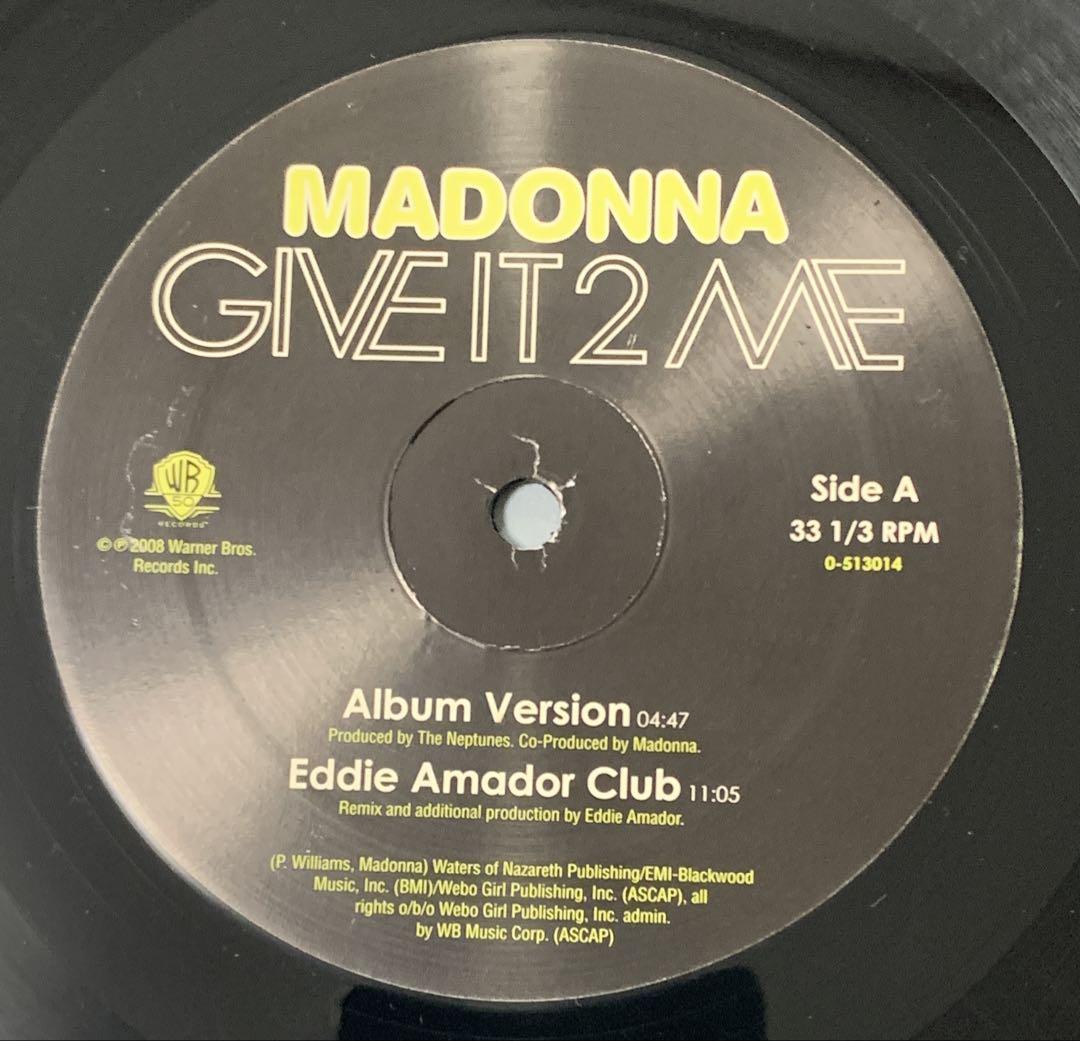 MADONNA
GIVE IT 2 ME
WB
50
RECORDS
©℗2008 Warner Bros.
Records Inc.
Side A
33 1/3 RPM
0-513014
Album Version 04:47
Produced by The Neptunes. Co-Produced by Madonna.
Eddie Amador Club 11:05
Remix and additional production by Eddie Amador.
(P. Williams, Madonna) Waters of Nazareth Publishing/EMI-Blackwood
Music, Inc. (BMI)/Webo Girl Publishing, Inc. (ASCAP), all
rights o/b/o Webo Girl Publishing, Inc. admin.
by WB Music Corp. (ASCAP)